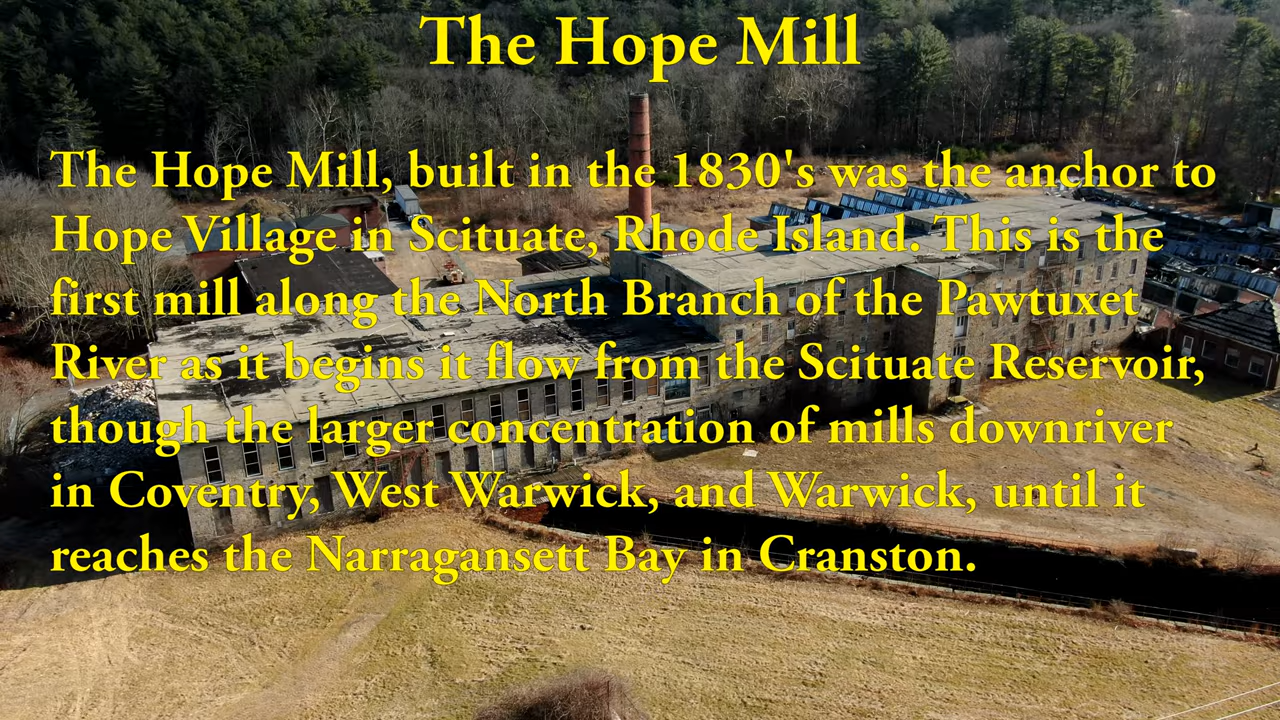 The Hope Mill
The Hope Mill, built in the 1830's was the anchor to
Hope Village in Scituate, Rhode Island. This is the
first mill along the North Branch of the Pawtuxet
River as it begins it flow from the Scituate Reservoir,
though the larger concentration of mills downriver
in Coventry, West Warwick, and Warwick, until it
reaches the Narragansett Bay in Cranston.